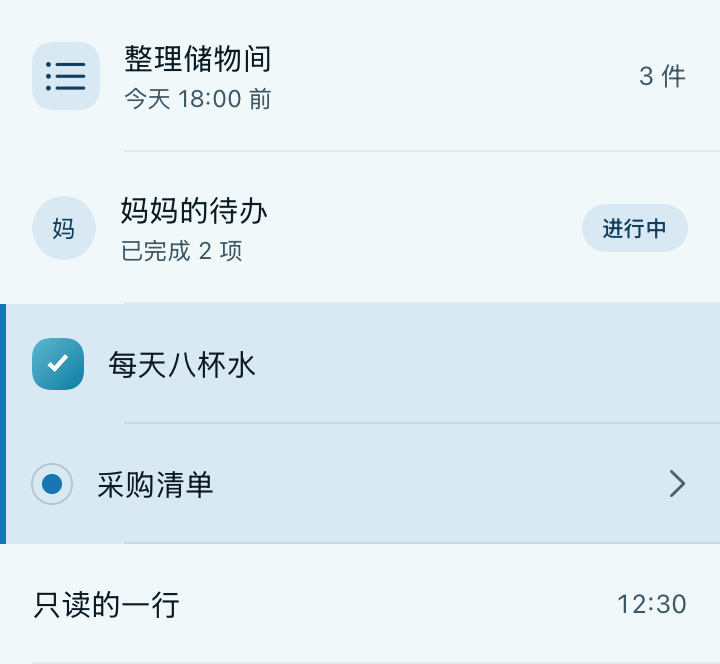 整理储物间
今天 18:00 前
3 件
妈
妈妈的待办
已完成 2 项
进行中
每天八杯水
采购清单
只读的一行
12:30